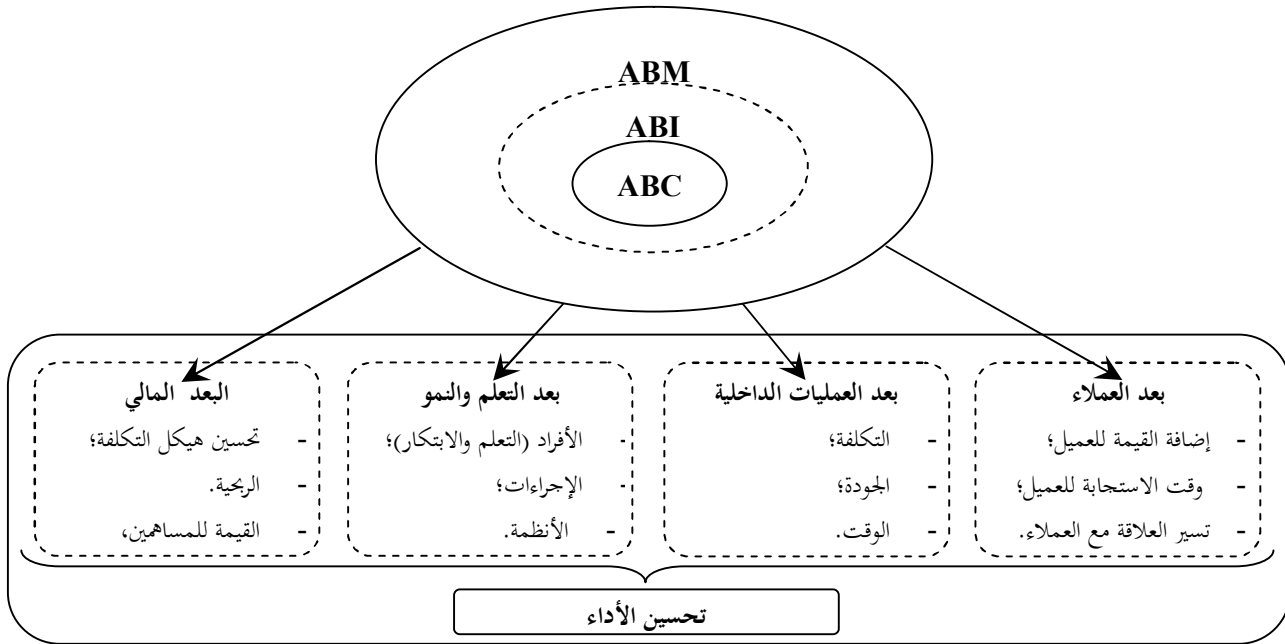 ABM
ABI
ABC
بعد العملاء
- إضافة القيمة للعميل؛
- وقت الاستجابة للعميل؛
- تسير العلاقة مع العملاء.
بعد العمليات الداخلية
- التكلفة؛
- الجودة؛
- الوقت.
بعد التعلم والنمو
- الأفراد (التعلم والابتكار)؛
- الإجراءات؛
- الأنظمة.
البعد المالي
- تحسين هيكل التكلفة؛
- الربحية.
- القيمة للمساهمين،
تحسين الأداء